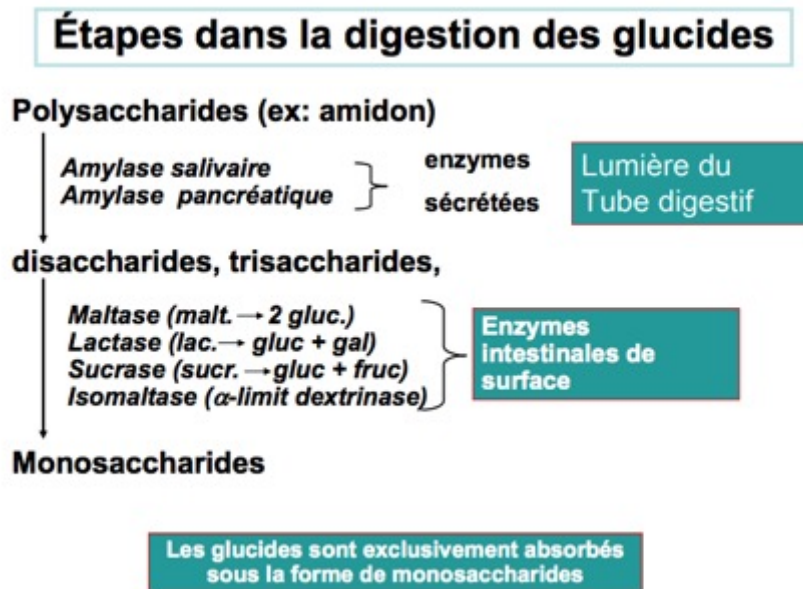 Étapes dans la digestion des glucides
Polysaccharides (ex: amidon)
Amylase salivaire
Amylase pancréatique
enzymes
sécrétées
Lumière du
Tube digestif
disaccharides, trisaccharides,
Maltase (malt. → 2 gluc.)
Lactase (lac.→ gluc + gal)
Sucrase (sucr. →gluc + fruc)
Isomaltase (α-limit dextrinase)
Enzymes
intestinales de
surface
Monosaccharides
Les glucides sont exclusivement absorbés
sous la forme de monosaccharides